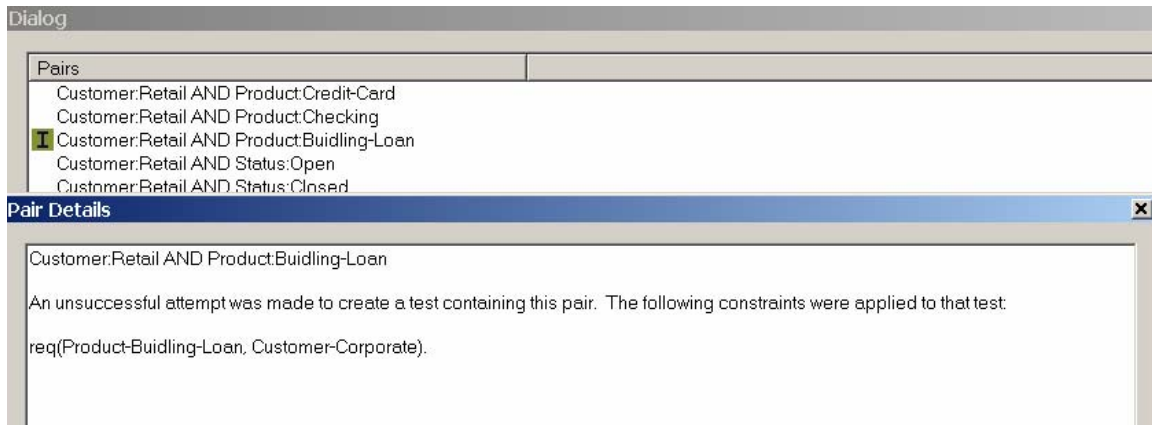 Dialog
Pairs
Customer:Retail AND Product:Credit-Card
Customer:Retail AND Product:Checking
I Customer:Retail AND Product:Buidling-Loan
Customer:Retail AND Status:Open
Customer:Retail AND Status:Closed
Pair Details
Customer:Retail AND Product:Buidling-Loan
An unsuccessful attempt was made to create a test containing this pair. The following constraints were applied to that test:
req(Product-Buidling-Loan, Customer-Corporate).